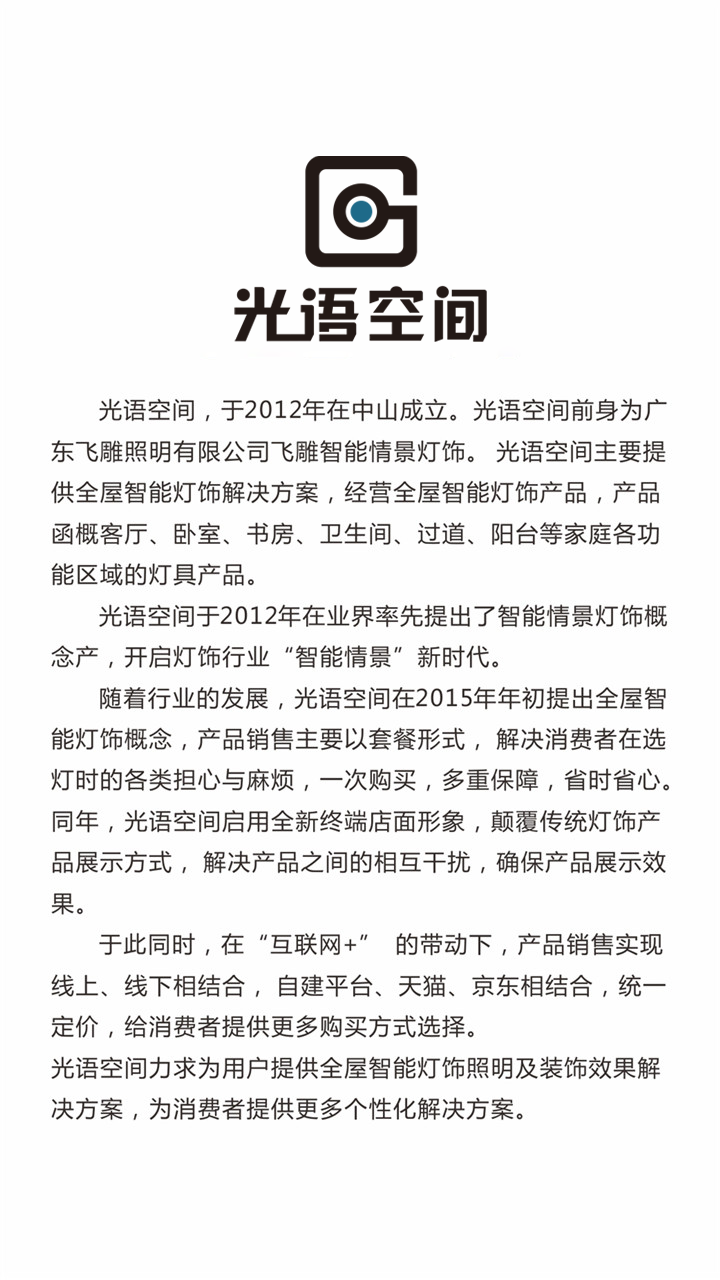 光语空间
光语空间，于2012年在中山成立。光语空间前身为广
东飞雕照明有限公司飞雕智能情景灯饰。 光语空间主要提
供全屋智能灯饰解决方案，经营全屋智能灯饰产品，产品
函概客厅、卧室、书房、卫生间、过道、阳台等家庭各功
能区域的灯具产品。
光语空间于2012年在业界率先提出了智能情景灯饰概
念产，开启灯饰行业“智能情景”新时代。
随着行业的发展，光语空间在2015年年初提出全屋智
能灯饰概念，产品销售主要以套餐形式， 解决消费者在选
灯时的各类担心与麻烦，一次购买，多重保障，省时省心。
同年，光语空间启用全新终端店面形象，颠覆传统灯饰产
品展示方式， 解决产品之间的相互干扰，确保产品展示效
果。
于此同时，在“互联网+” 的带动下，产品销售实现
线上、线下相结合， 自建平台、天猫、京东相结合，统一
定价，给消费者提供更多购买方式选择。
光语空间力求为用户提供全屋智能灯饰照明及装饰效果解
决方案，为消费者提供更多个性化解决方案。